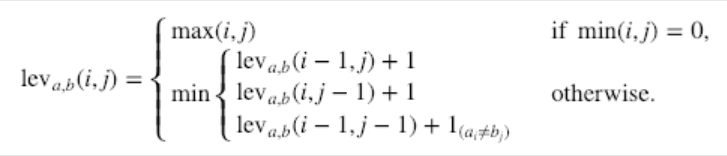 max(i,j) if min(i,j) = 0,
lev_{a,b}(i,j) = { min { lev_{a,b}(i − 1,j) + 1
lev_{a,b}(i,j − 1) + 1 otherwise.
lev_{a,b}(i − 1,j − 1) + 1_{(a_i≠b_j)}